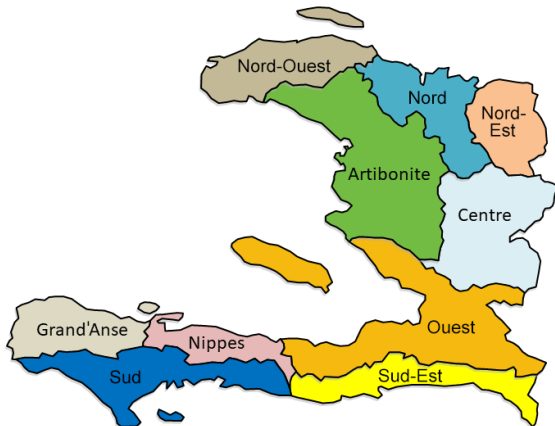 Nord-Ouest
Nord
Nord-
Est
Artibonite
Centre
Grand'Anse
Nippes
Ouest
Sud
Sud-Est